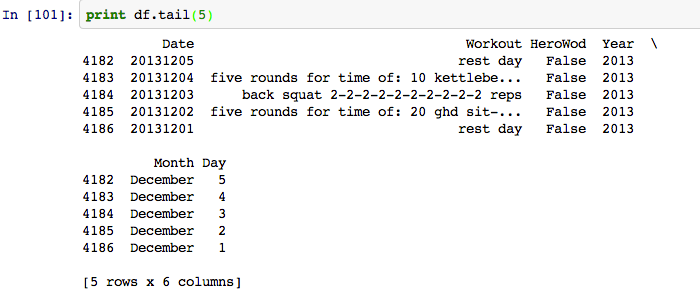 In [101]: print df.tail(5)
Date Workout HeroWod Year \
4182 20131205 rest day False 2013
4183 20131204 five rounds for time of: 10 kettlebe... False 2013
4184 20131203 back squat 2-2-2-2-2-2-2-2-2-2 reps False 2013
4185 20131202 five rounds for time of: 20 ghd sit-... False 2013
4186 20131201 rest day False 2013
Month Day
4182 December 5
4183 December 4
4184 December 3
4185 December 2
4186 December 1
[5 rows x 6 columns]